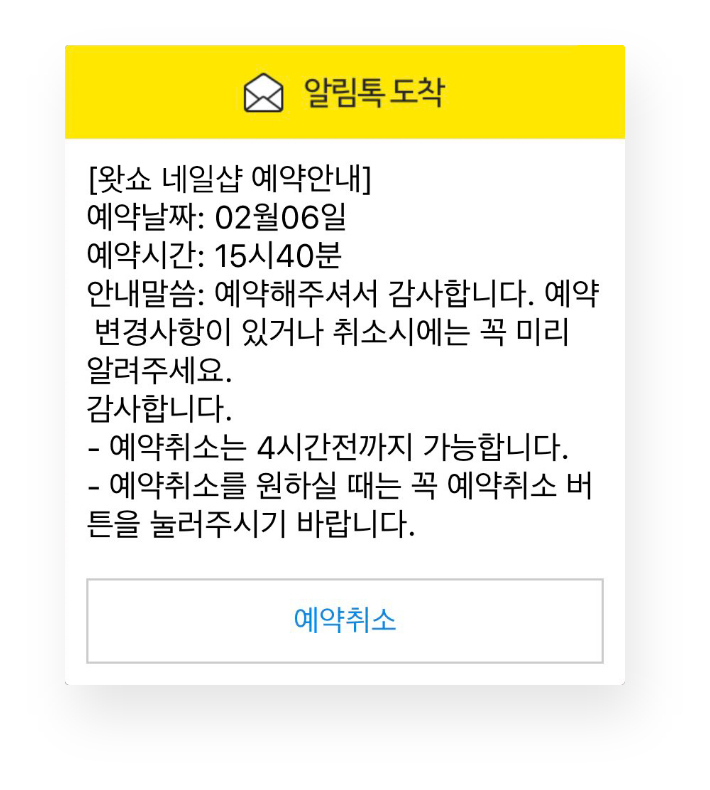 알림톡 도착
[왓쇼 네일샵 예약안내]
예약날짜: 02월06일
예약시간: 15시40분
안내말씀: 예약해주셔서 감사합니다. 예약
변경사항이 있거나 취소시에는 꼭 미리
알려주세요.
감사합니다.
- 예약취소는 4시간전까지 가능합니다.
- 예약취소를 원하실 때는 꼭 예약취소 버
튼을 눌러주시기 바랍니다.
예약취소